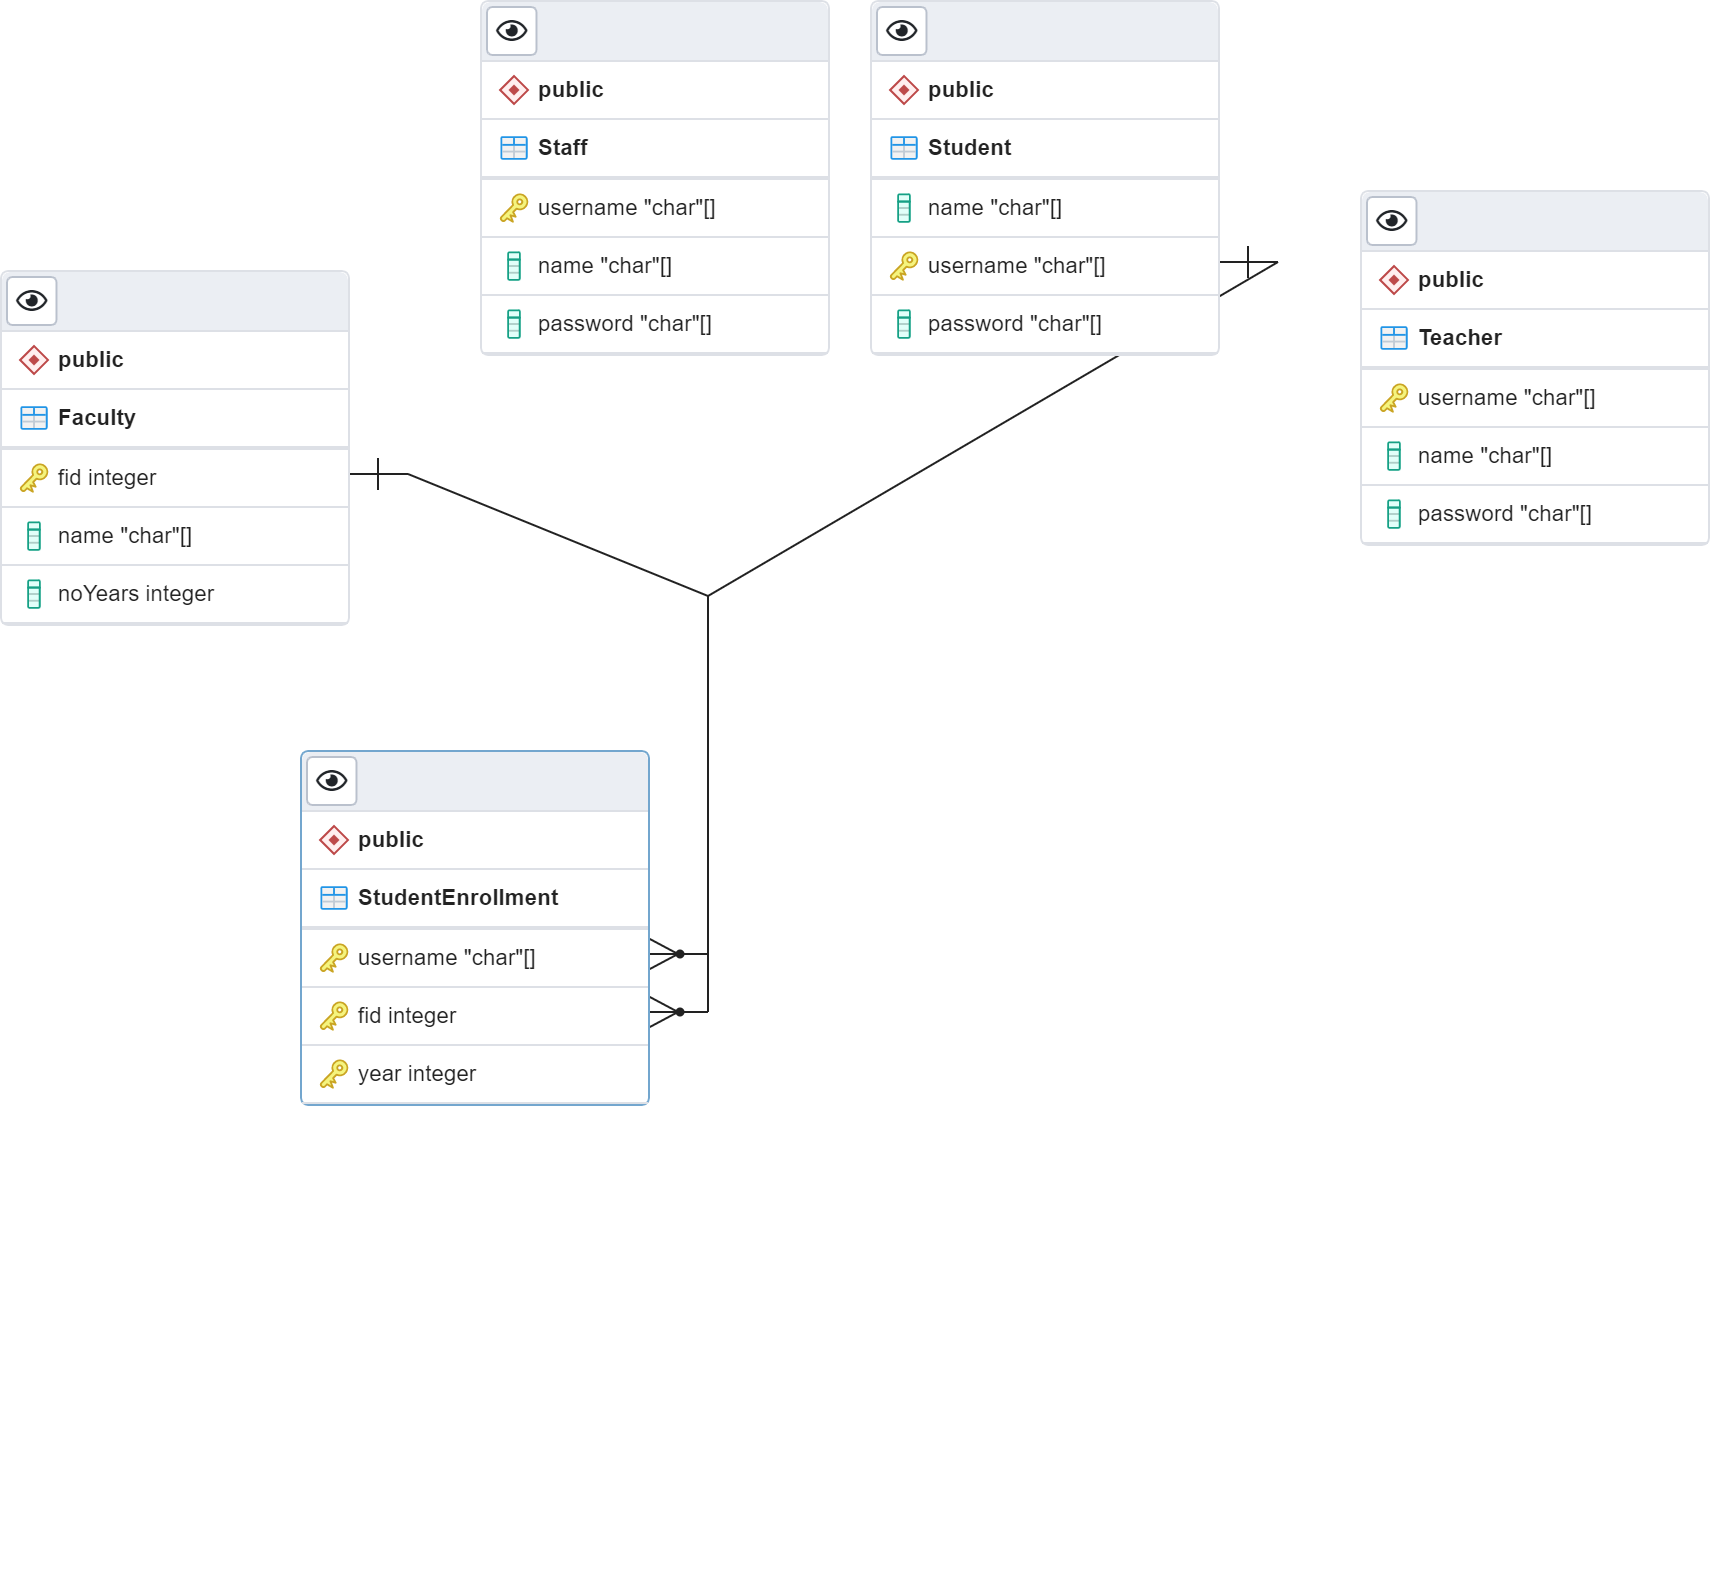 public
Staff
username "char"[]
name "char"[]
password "char"[]
public
Student
name "char"[]
username "char"[]
password "char"[]
public
Teacher
username "char"[]
name "char"[]
password "char"[]
public
Faculty
fid integer
name "char"[]
noYears integer
public
StudentEnrollment
username "char"[]
fid integer
year integer